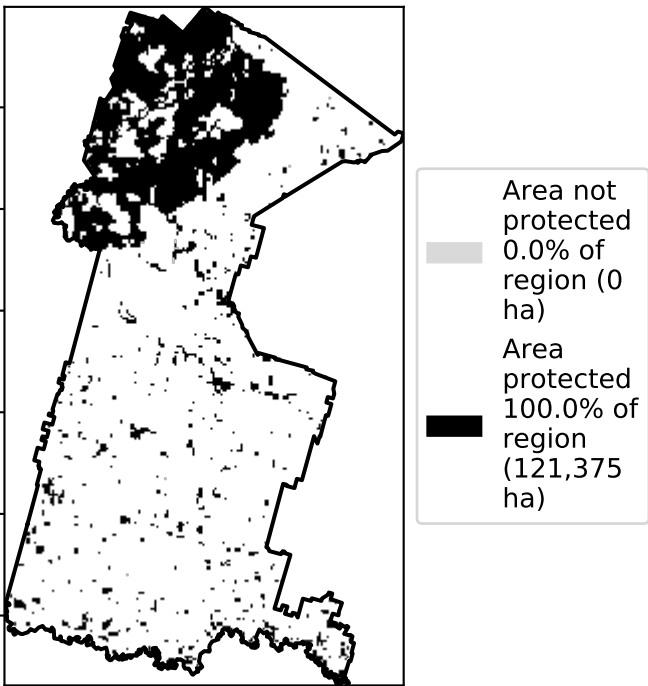 Area not
protected
0.0% of
region (0
ha)
Area
protected
100.0% of
region
(121,375
ha)